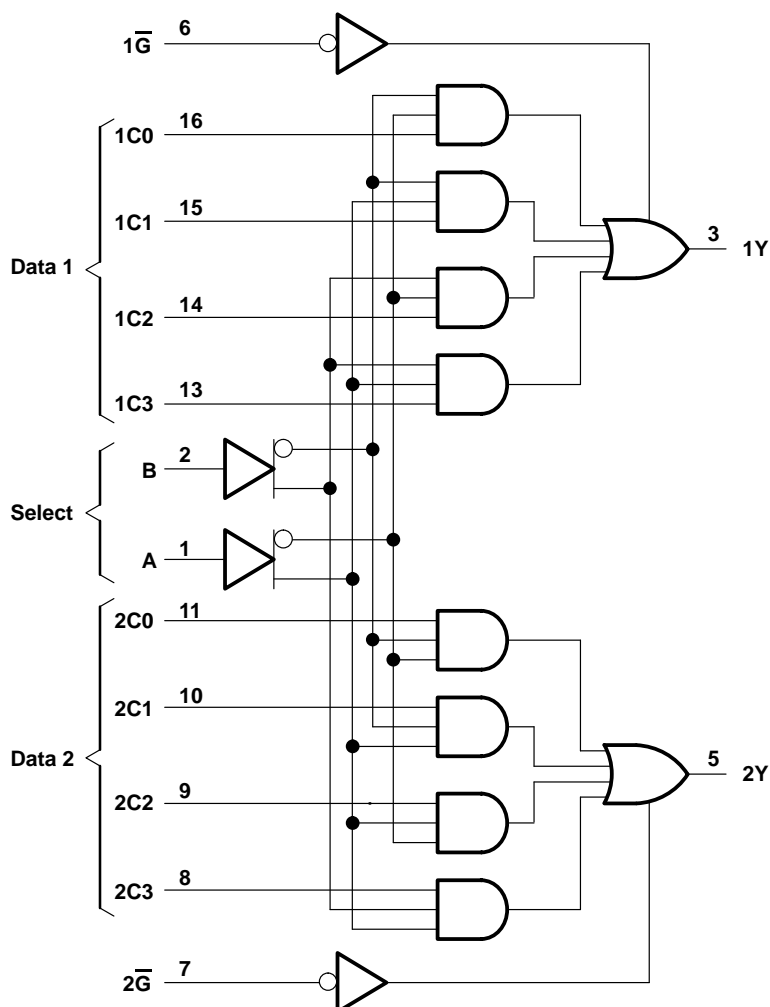 1G̅ 6
1C0 16
1C1 15
3 1Y
Data 1
1C2 14
1C3 13
B 2
Select
A 1
2C0 11
2C1 10
Data 2
5 2Y
2C2 9
2C3 8
2G̅ 7